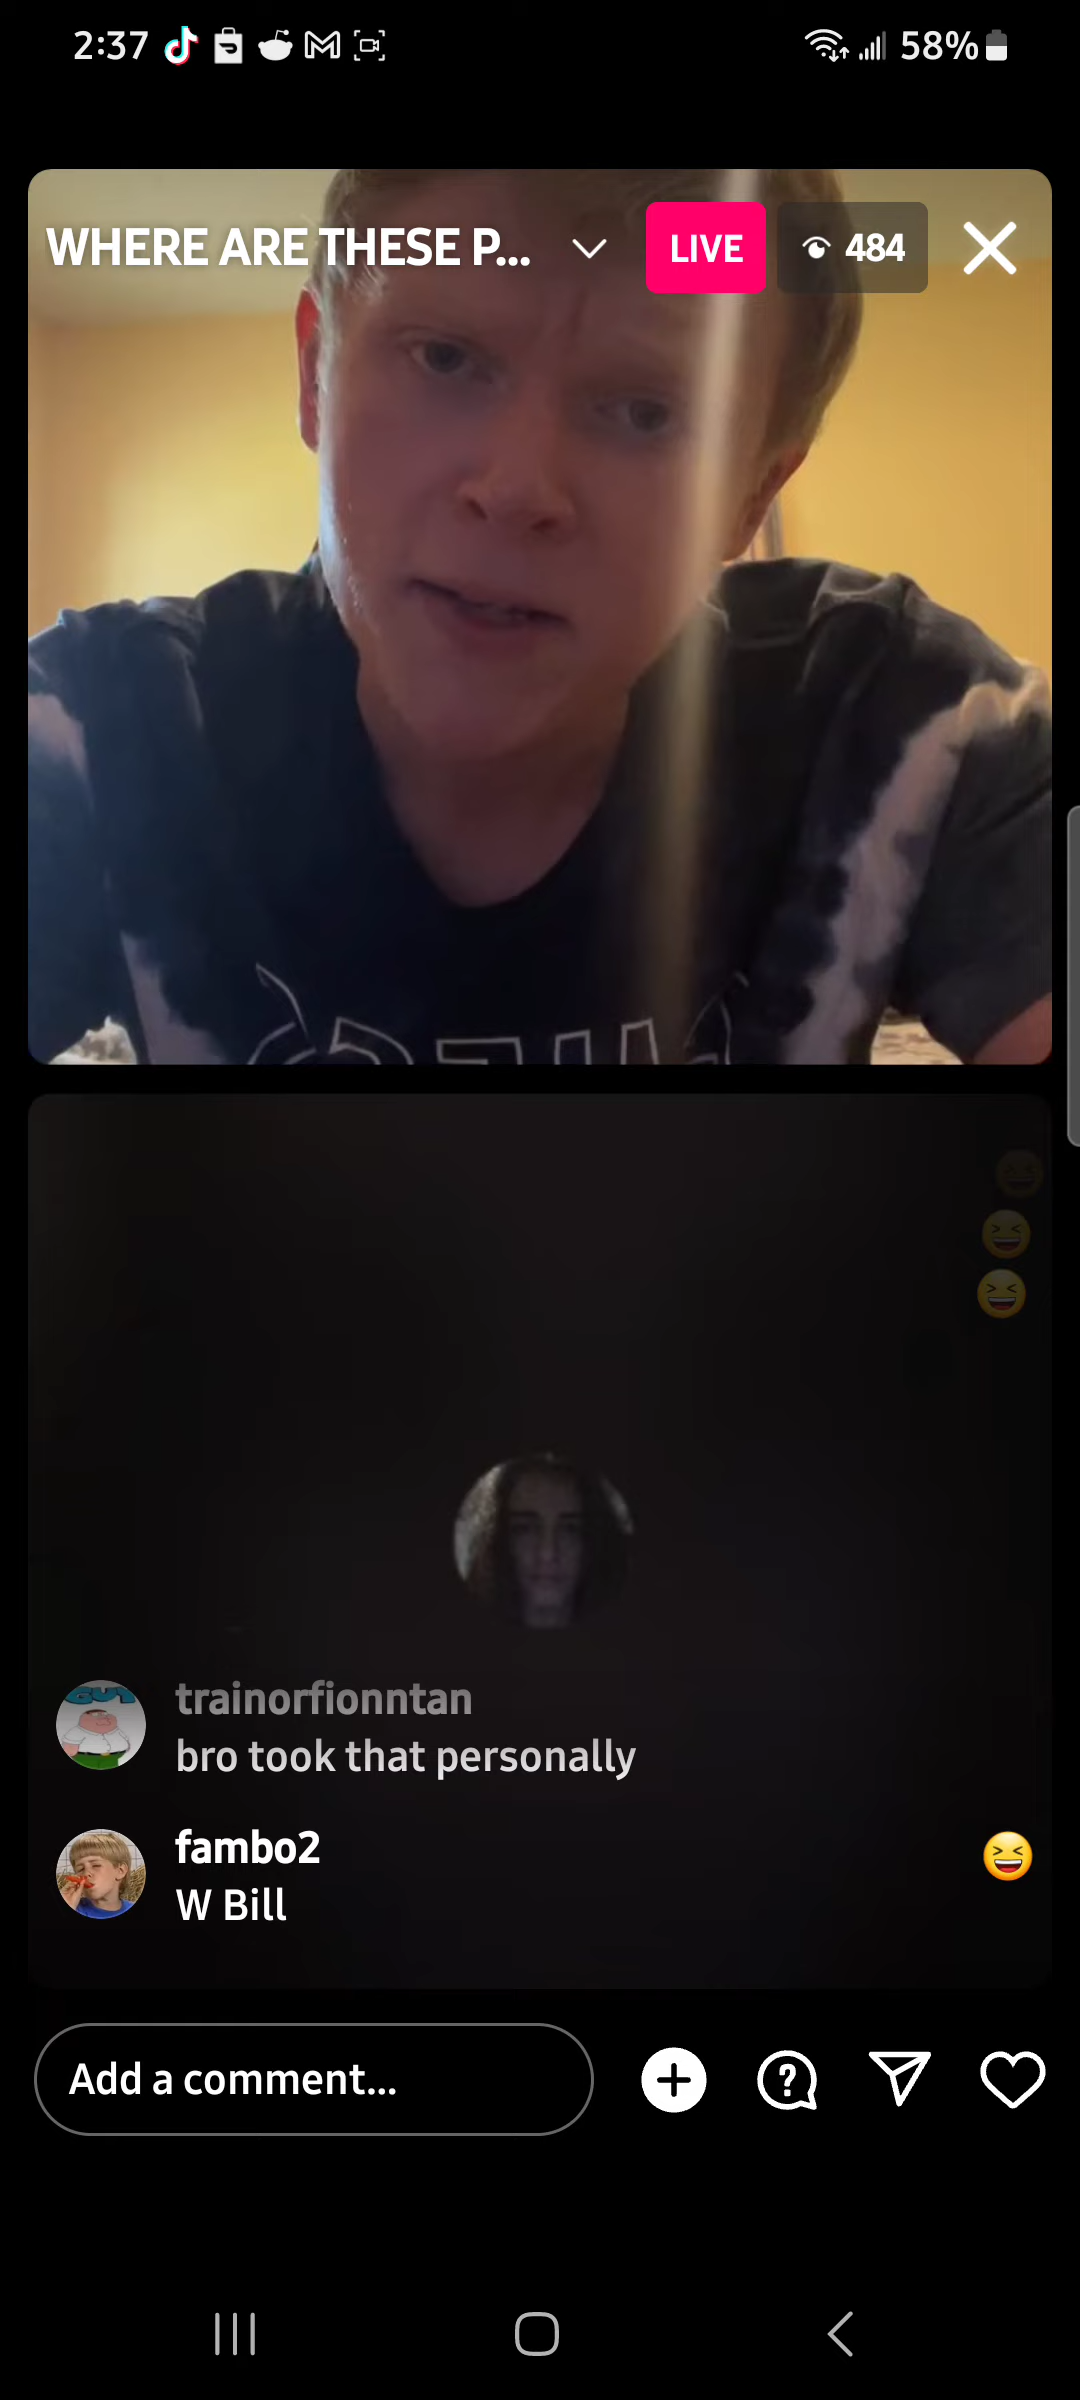 2:37
58%
WHERE ARE THESE P...
LIVE
484
trainorfionntan
bro took that personally
fambo2
W Bill
Add a comment...